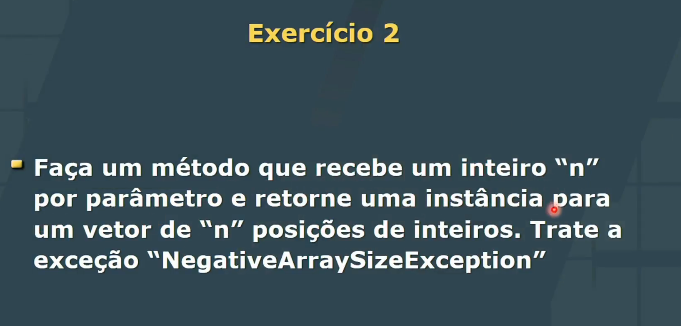 Exercício 2
Faça um método que recebe um inteiro “n”
por parâmetro e retorne uma instância para
um vetor de “n” posições de inteiros. Trate a
exceção “NegativeArraySizeException”